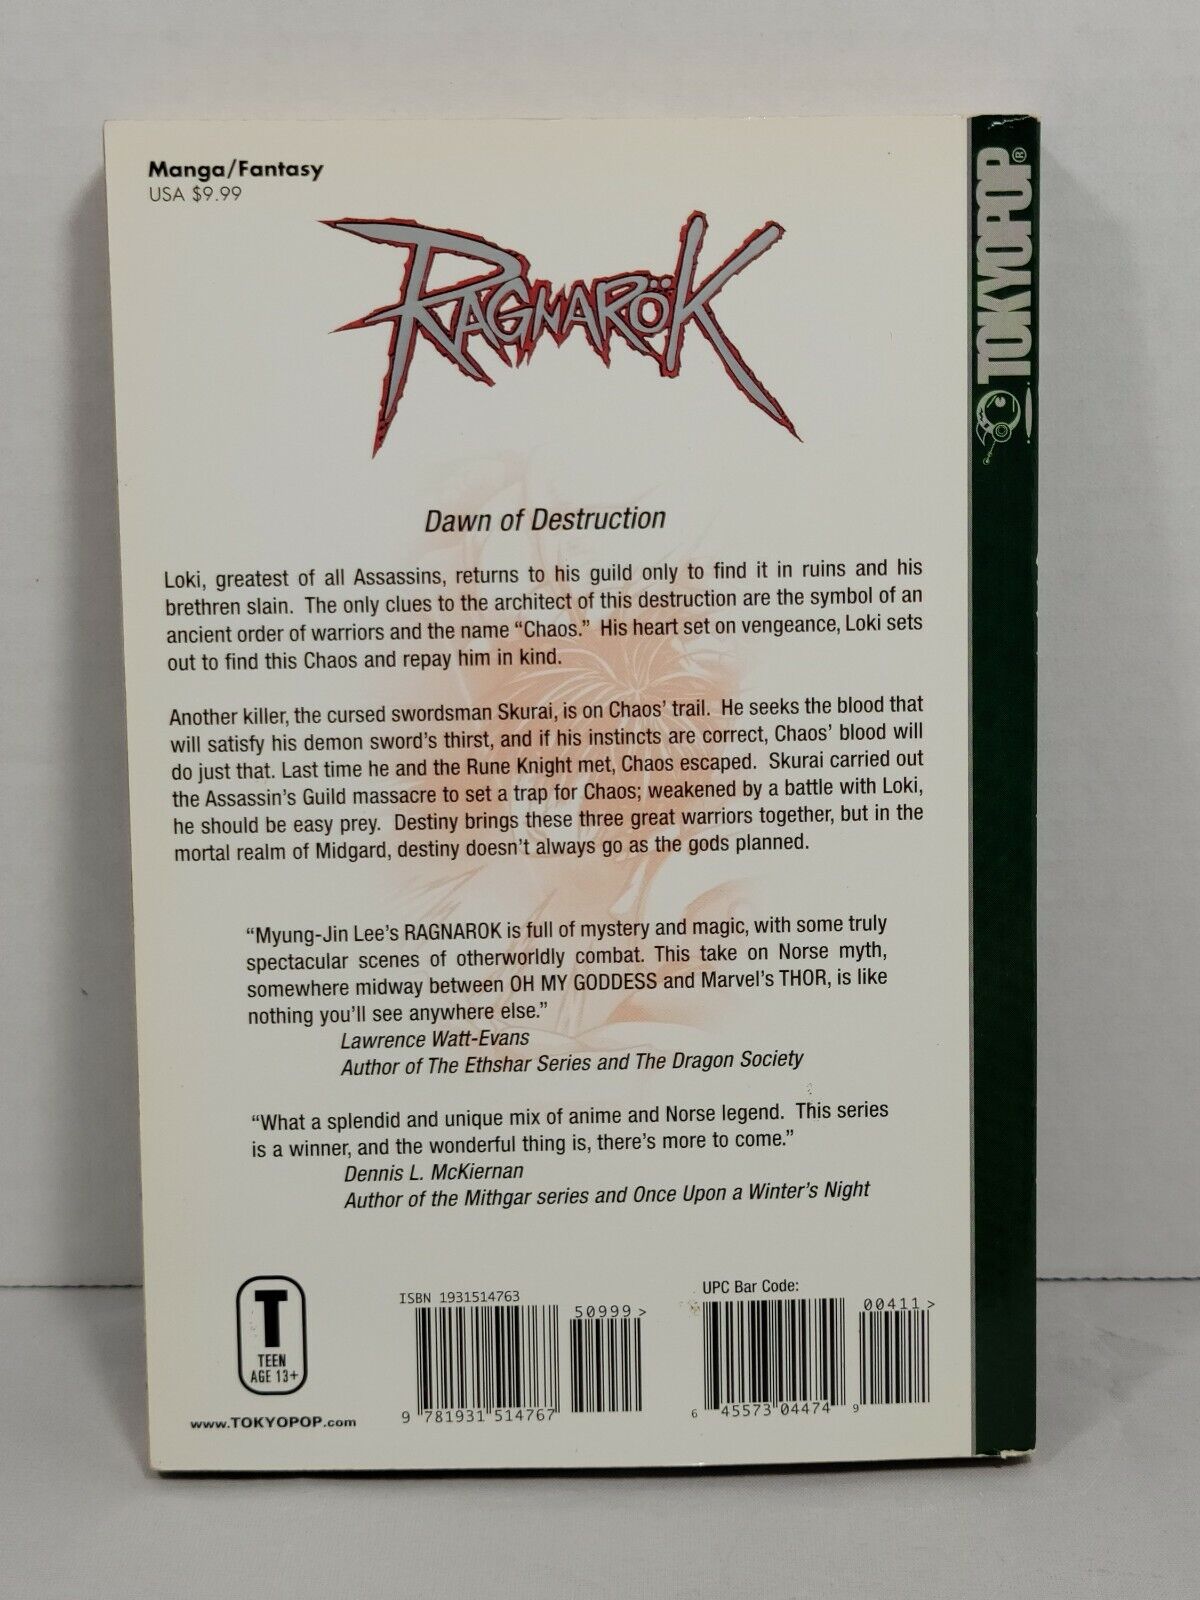 Manga/Fantasy
USA $9.99
RAGNARÖK
TOKYOPOP®
Dawn of Destruction
Loki, greatest of all Assassins, returns to his guild only to find it in ruins and his
brethren slain. The only clues to the architect of this destruction are the symbol of an
ancient order of warriors and the name “Chaos.” His heart set on vengeance, Loki sets
out to find this Chaos and repay him in kind.
Another killer, the cursed swordsman Skurai, is on Chaos’ trail. He seeks the blood that
will satisfy his demon sword’s thirst, and if his instincts are correct, Chaos’ blood will
do just that. Last time he and the Rune Knight met, Chaos escaped. Skurai carried out
the Assassin’s Guild massacre to set a trap for Chaos; weakened by a battle with Loki,
he should be easy prey. Destiny brings these three great warriors together, but in the
mortal realm of Midgard, destiny doesn’t always go as the gods planned.
“Myung-Jin Lee’s RAGNAROK is full of mystery and magic, with some truly
spectacular scenes of otherworldly combat. This take on Norse myth,
somewhere midway between OH MY GODDESS and Marvel’s THOR, is like
nothing you’ll see anywhere else.”
Lawrence Watt-Evans
Author of The Ethshar Series and The Dragon Society
“What a splendid and unique mix of anime and Norse legend. This series
is a winner, and the wonderful thing is, there’s more to come.”
Dennis L. McKiernan
Author of the Mithgar series and Once Upon a Winter’s Night
T
TEEN
AGE 13+
www.TOKYOPOP.com
ISBN 1931514763
50999>
9 781931 514767
UPC Bar Code:
00411>
6 45573 04474 9